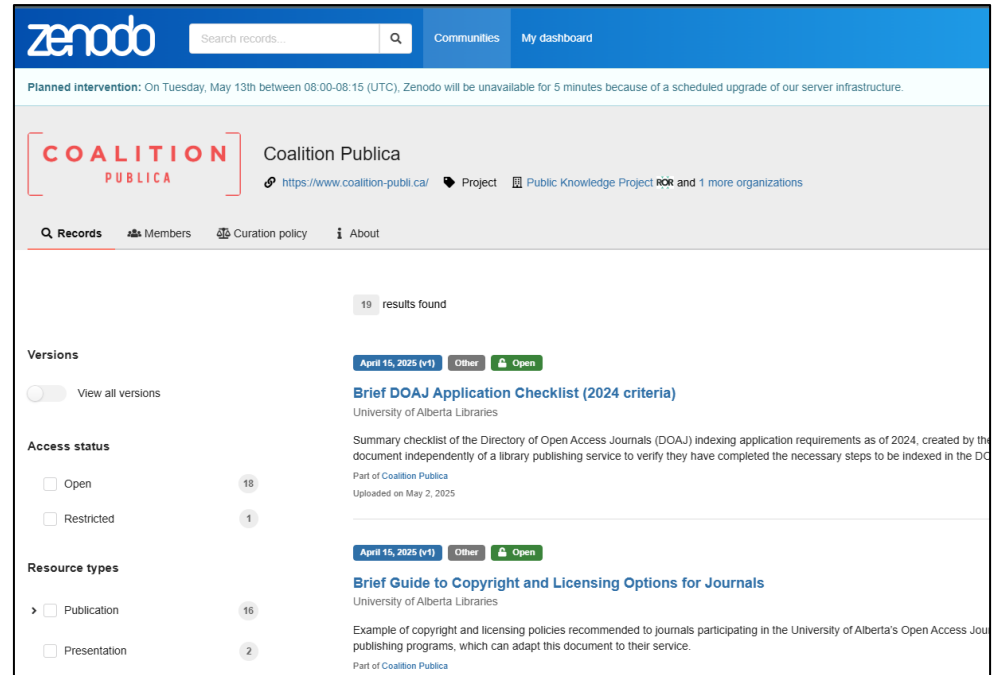 zenodo
Search records...
Communities
My dashboard
Planned intervention: On Tuesday, May 13th between 08:00-08:15 (UTC), Zenodo will be unavailable for 5 minutes because of a scheduled upgrade of our server infrastructure.
COALITION
PUBLICA
Coalition Publica
https://www.coalition-publi.ca/ Project Public Knowledge Project ROR and 1 more organizations
Records Members Curation policy About
19 results found
Versions
View all versions
Access status
Open 18
Restricted 1
Resource types
Publication 16
Presentation 2
April 15, 2025 (v1) Other Open
Brief DOAJ Application Checklist (2024 criteria)
University of Alberta Libraries
Summary checklist of the Directory of Open Access Journals (DOAJ) indexing application requirements as of 2024, created by the
document independently of a library publishing service to verify they have completed the necessary steps to be indexed in the DO
Part of Coalition Publica
Uploaded on May 2, 2025
April 15, 2025 (v1) Other Open
Brief Guide to Copyright and Licensing Options for Journals
University of Alberta Libraries
Example of copyright and licensing policies recommended to journals participating in the University of Alberta's Open Access Jou
publishing programs, which can adapt this document to their service.
Part of Coalition Publica